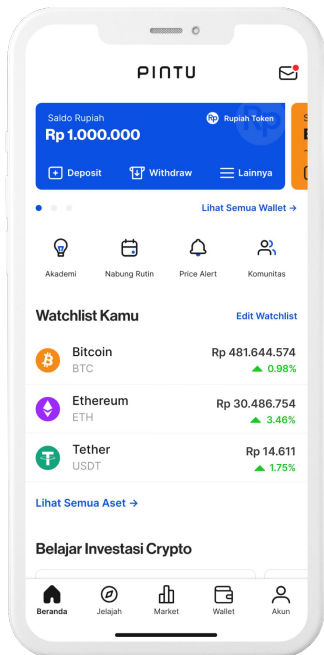 PINTU
Saldo Rupiah
Rp Rupiah Token
Rp 1.000.000
Deposit
Withdraw
Lainnya
Lihat Semua Wallet →
Akademi
Nabung Rutin
Price Alert
Komunitas
Watchlist Kamu
Edit Watchlist
Bitcoin
Rp 481.644.574
BTC
0.98%
Ethereum
Rp 30.486.754
ETH
3.46%
Tether
Rp 14.611
USDT
1.75%
Lihat Semua Aset →
Belajar Investasi Crypto
Beranda
Jelajah
Market
Wallet
Akun